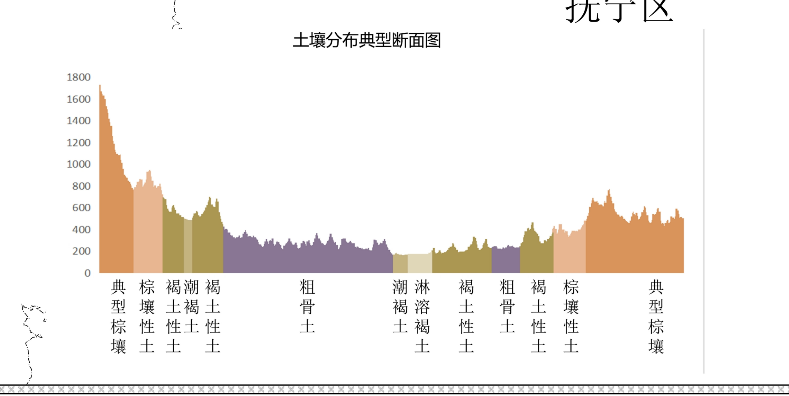 抚宁区
土壤分布典型断面图
1800
1600
1400
1200
1000
800
600
400
200
0
典型棕壤
棕壤性土
褐土性土
潮褐土
褐土性土
粗骨土
潮褐土
淋溶褐土
褐土性土
粗骨土
褐土性土
棕壤性土
典型棕壤